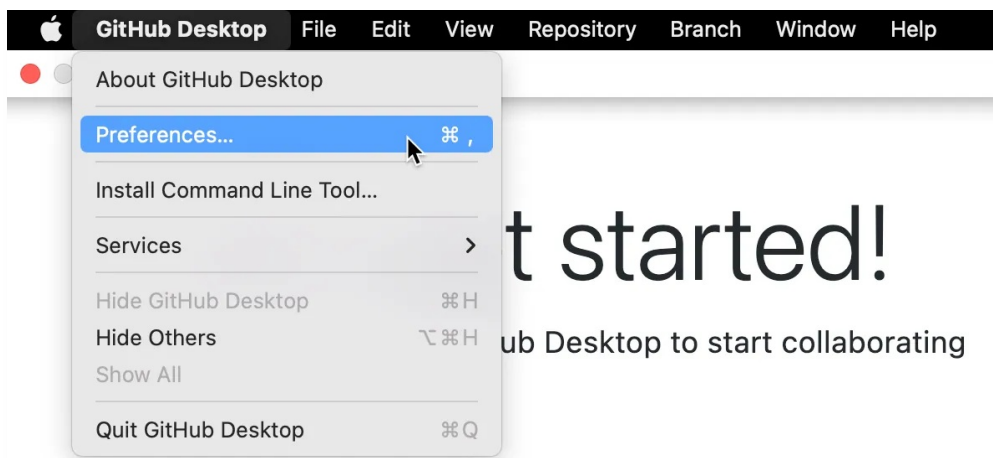 GitHub Desktop File Edit View Repository Branch Window Help
About GitHub Desktop
Preferences... ⌘ ,
Install Command Line Tool...
Services >
t started!
Hide GitHub Desktop ⌘H
Hide Others ⌥⌘H
ub Desktop to start collaborating
Show All
Quit GitHub Desktop ⌘Q